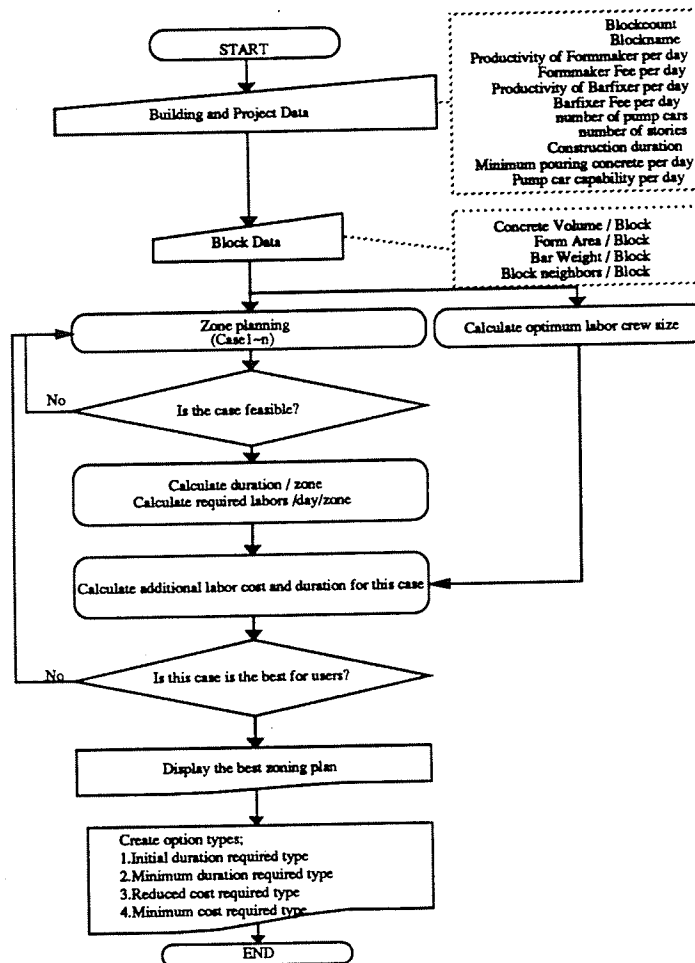 START
Building and Project Data
Blockcount
Blockname
Productivity of Formmaker per day
Formmaker Fee per day
Productivity of Barfixer per day
Barfixer Fee per day
number of pump cars
number of stories
Construction duration
Minimum pouring concrete per day
Pump car capability per day
Block Data
Concrete Volume / Block
Form Area / Block
Bar Weight / Block
Block neighbors / Block
Zone planning
(Case1~n)
Calculate optimum labor crew size
No
Is the case feasible?
Calculate duration / zone
Calculate required labors /day/zone
Calculate additional labor cost and duration for this case
No
Is this case is the best for users?
Display the best zoning plan
Create option types;
1.Initial duration required type
2.Minimum duration required type
3.Reduced cost required type
4.Minimum cost required type
END